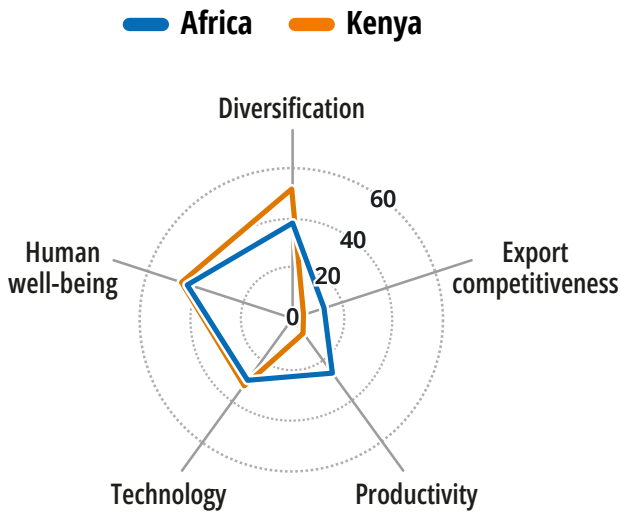 Africa Kenya
Diversification
60
40
20
0
Human
well-being
Export
competitiveness
Technology
Productivity